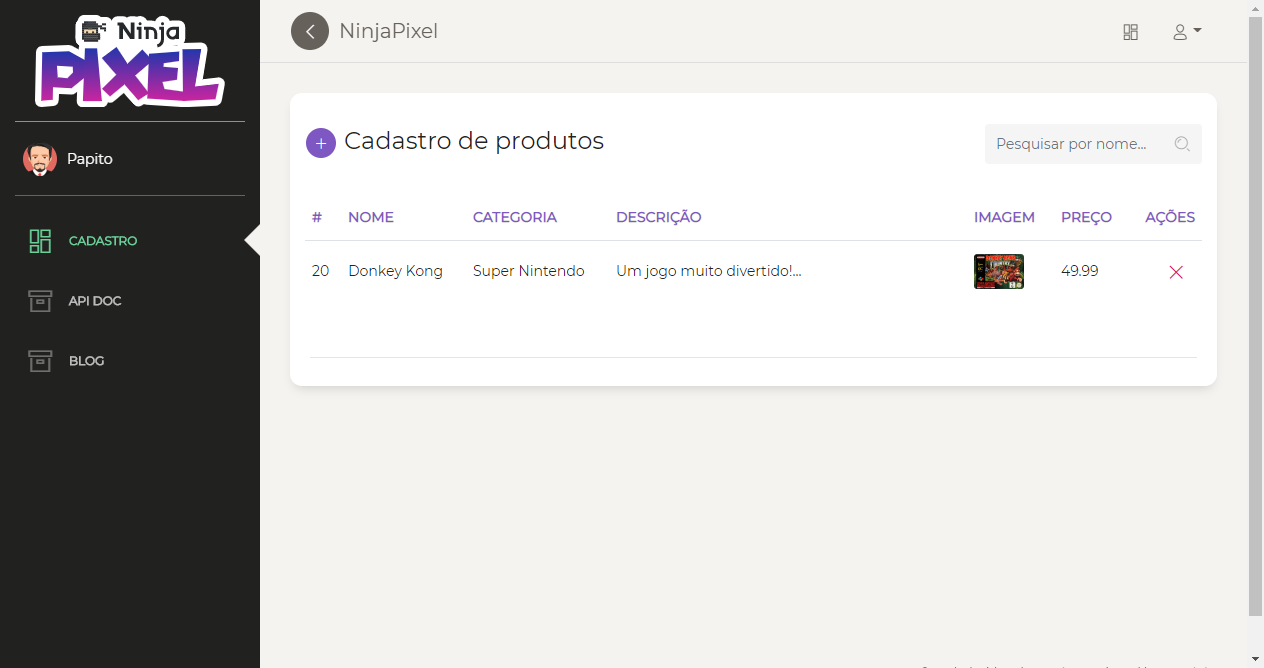 Ninja
PIXEL
NinjaPixel
Papito
CADASTRO
API DOC
BLOG
Cadastro de produtos
Pesquisar por nome...
# NOME CATEGORIA DESCRIÇÃO IMAGEM PREÇO AÇÕES
20 Donkey Kong Super Nintendo Um jogo muito divertido!... 49.99